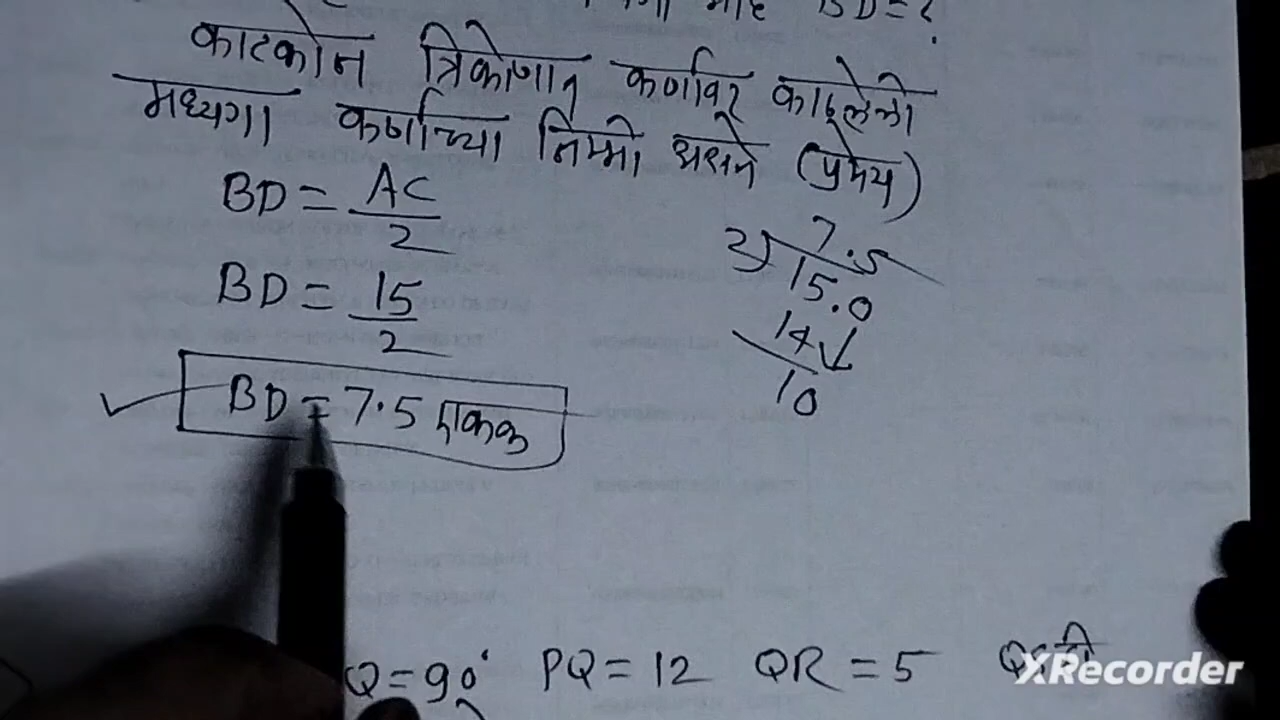 BD=?
काटकोन त्रिकोणात कर्णावर काढलेली
मध्यगा कर्णाच्या निम्मी असते (प्रमेय)
BD = AC/2
BD = 15/2
BD = 7.5 एकक
7.5
2) 15.0
14↓
10
Q = 90° PQ = 12 QR = 5
XRecorder